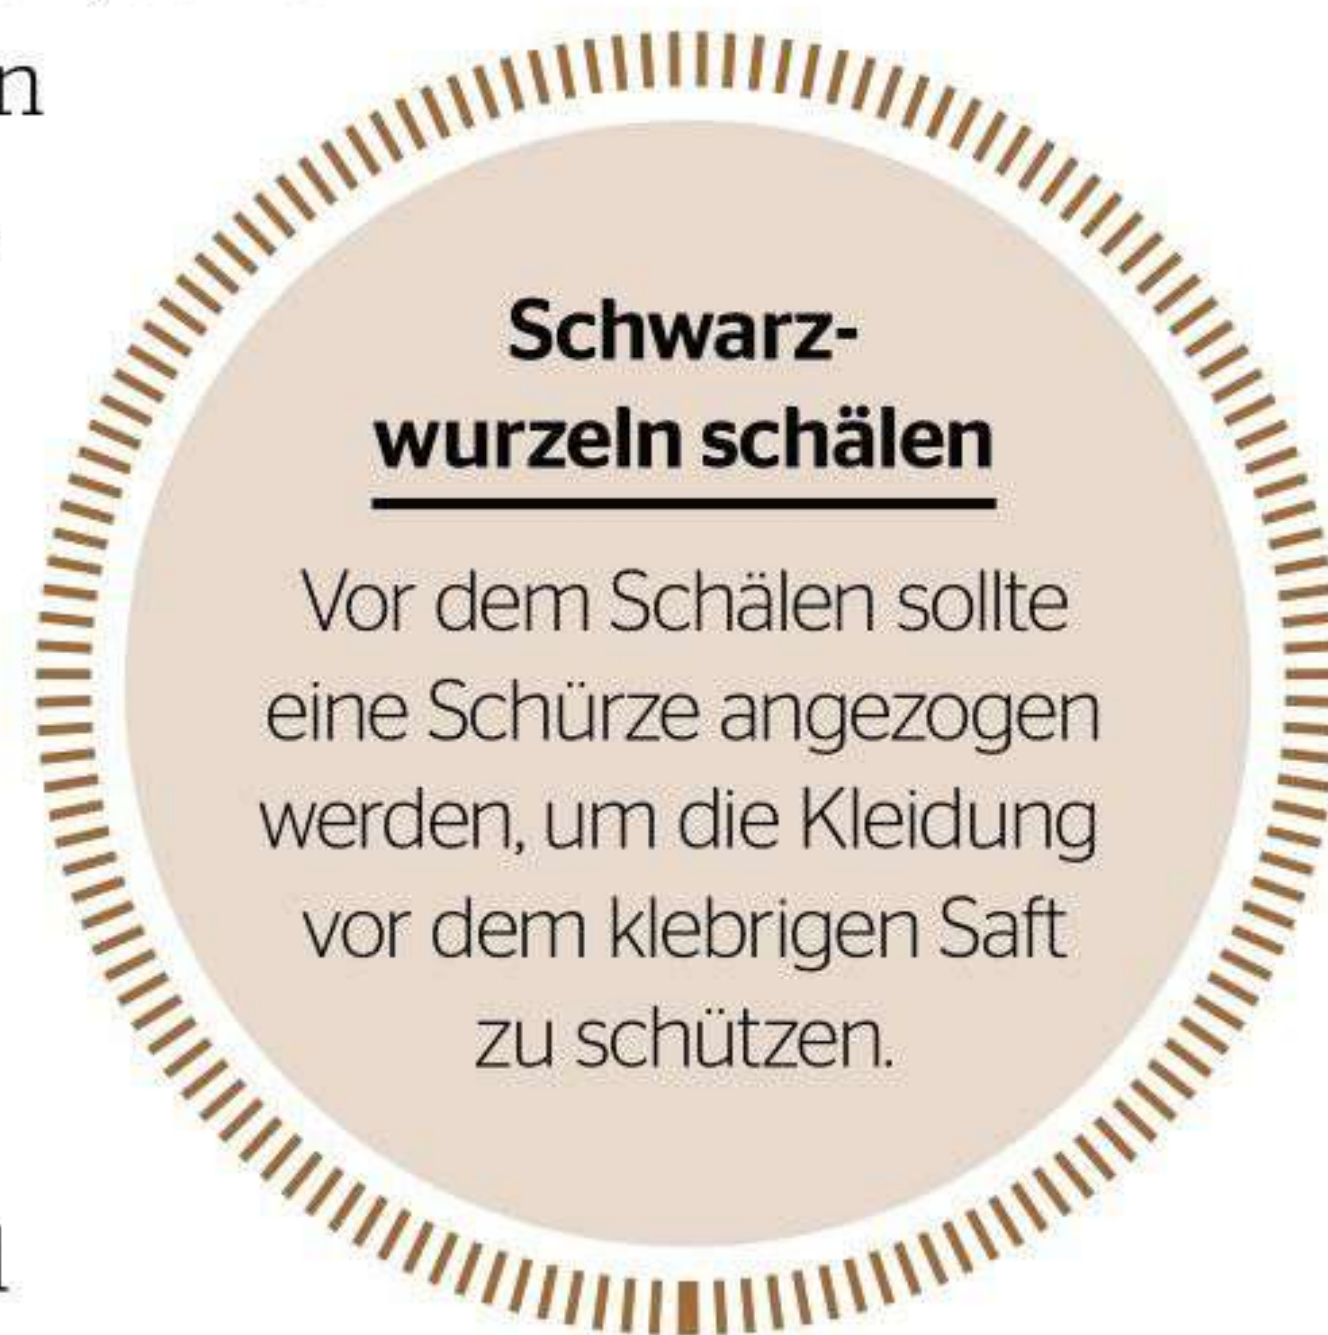 Schwarz-
wurzeln schälen
Vor dem Schälen sollte
eine Schürze angezogen
werden, um die Kleidung
vor dem klebrigen Saft
zu schützen.